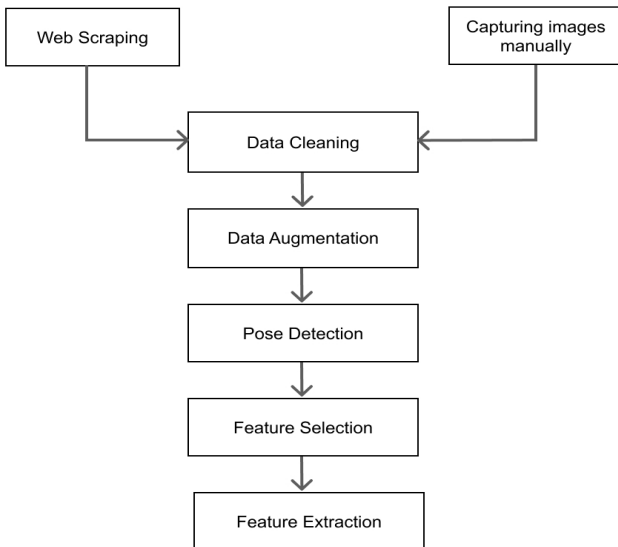 Web Scraping
Capturing images
manually
Data Cleaning
Data Augmentation
Pose Detection
Feature Selection
Feature Extraction